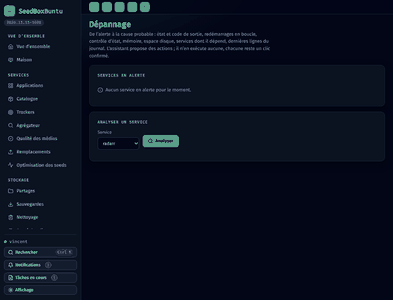 SeedBoxBuntu
VUE D'ENSEMBLE
Vue d'ensemble
Maison
SERVICES
Applications
Catalogue
Trackers
Agrégateur
Qualité des médias
Remplacements
Optimisation des seeds
STOCKAGE
Partages
Sauvegardes
Nettoyage
vincent
Rechercher Ctrl K
Notifications
Tâches en cours
Affichage
Dépannage
De l'alerte à la cause probable : état et code de sortie, redémarrages en boucle,
contrôle d'état, mémoire, espace disque, services dont il dépend, dernières lignes du
journal. L'assistant propose des actions ; il n'en exécute aucune, chacune reste un clic
confirmé.
SERVICES EN ALERTE
Aucun service en alerte pour le moment.
ANALYSER UN SERVICE
Service
radarr
Analyser